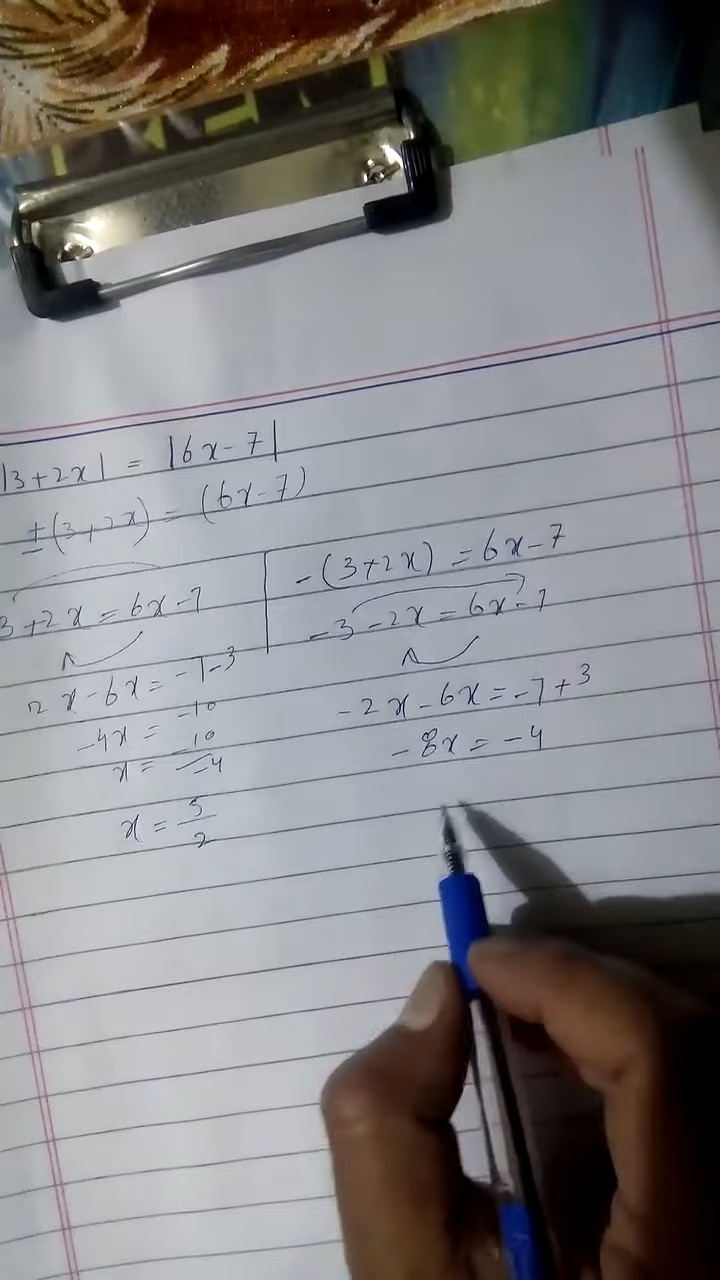 |3+2x| = |6x-7|
±(3+2x) = (6x-7)
3+2x = 6x-7
2x-6x = -7-3
-4x = -10
x = -10/-4
x = 5/2
-(3+2x) = 6x-7
-3-2x = 6x-7
-2x-6x = -7+3
-8x = -4